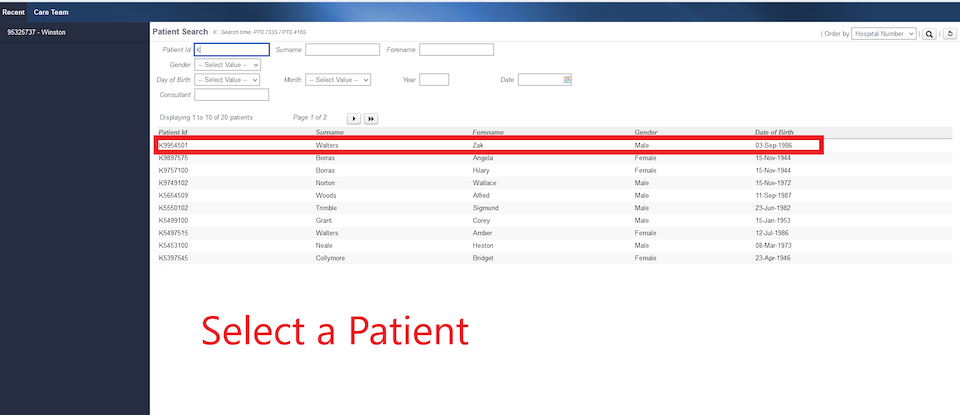 Recent Care Team
95326737 - Winston
Patient Search K : Search time: PT0.733S / PT0.418S
| Order by Hospital Number | |
Patient Id K Surname Forename
Gender -- Select Value --
Day of Birth -- Select Value -- Month -- Select Value -- Year Date
Consultant
Displaying 1 to 10 of 20 patients Page 1 of 2
Patient Id Surname Forename Gender Date of Birth
K9954501 Walters Zak Male 03-Sep-1986
K9897575 Borras Angela Female 15-Nov-1944
K9757100 Borras Hilary Female 15-Nov-1944
K9749102 Norton Wallace Male 15-Nov-1972
K5654509 Woods Alfred Male 11-Sep-1987
K5550102 Trimble Sigmund Male 23-Jun-1982
K5499100 Grant Corey Male 15-Jan-1953
K5497515 Walters Amber Female 12-Jul-1986
K5453100 Neale Heston Male 08-Mar-1973
K5397545 Collymore Bridget Female 23-Apr-1946
Select a Patient